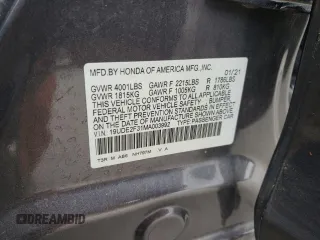 MFD.BY HONDA OF AMERICA MFG.,INC. 01/21
GVWR 4001LBS GAWR F 2215LBS R 1786LBS
GVWR 1815KG GAWR F 1005KG R 810KG
THIS VEHICLE CONFORMS TO ALL APPLICABLE FEDERAL
MOTOR VEHICLE SAFETY, BUMPER,
AND THEFT PREVENTION STANDARDS IN EFFECT ON THE
DATE OF MANUFACTURE SHOWN ABOVE.
V.I.N. TYPE: PASSENGER CAR